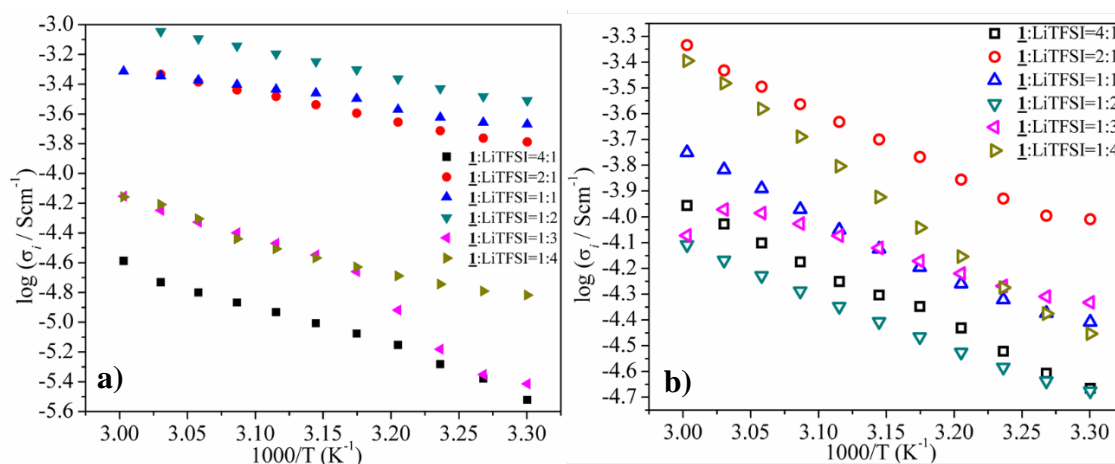 a)
-3.0
-3.2
-3.4
-3.6
-3.8
-4.0
-4.2
-4.4
-4.6
-4.8
-5.0
-5.2
-5.4
-5.6
log (σi / Scm-1)
1:LiTFSI=4:1
1:LiTFSI=2:1
1:LiTFSI=1:1
1:LiTFSI=1:2
1:LiTFSI=1:3
1:LiTFSI=1:4
3.00 3.05 3.10 3.15 3.20 3.25 3.30
1000/T (K-1)
b)
-3.3
-3.4
-3.5
-3.6
-3.7
-3.8
-3.9
-4.0
-4.1
-4.2
-4.3
-4.4
-4.5
-4.6
-4.7
log (σi / Scm-1)
1:LiTFSI=4:1
1:LiTFSI=2:1
1:LiTFSI=1:1
1:LiTFSI=1:2
1:LiTFSI=1:3
1:LiTFSI=1:4
3.00 3.05 3.10 3.15 3.20 3.25 3.30
1000/T (K-1)